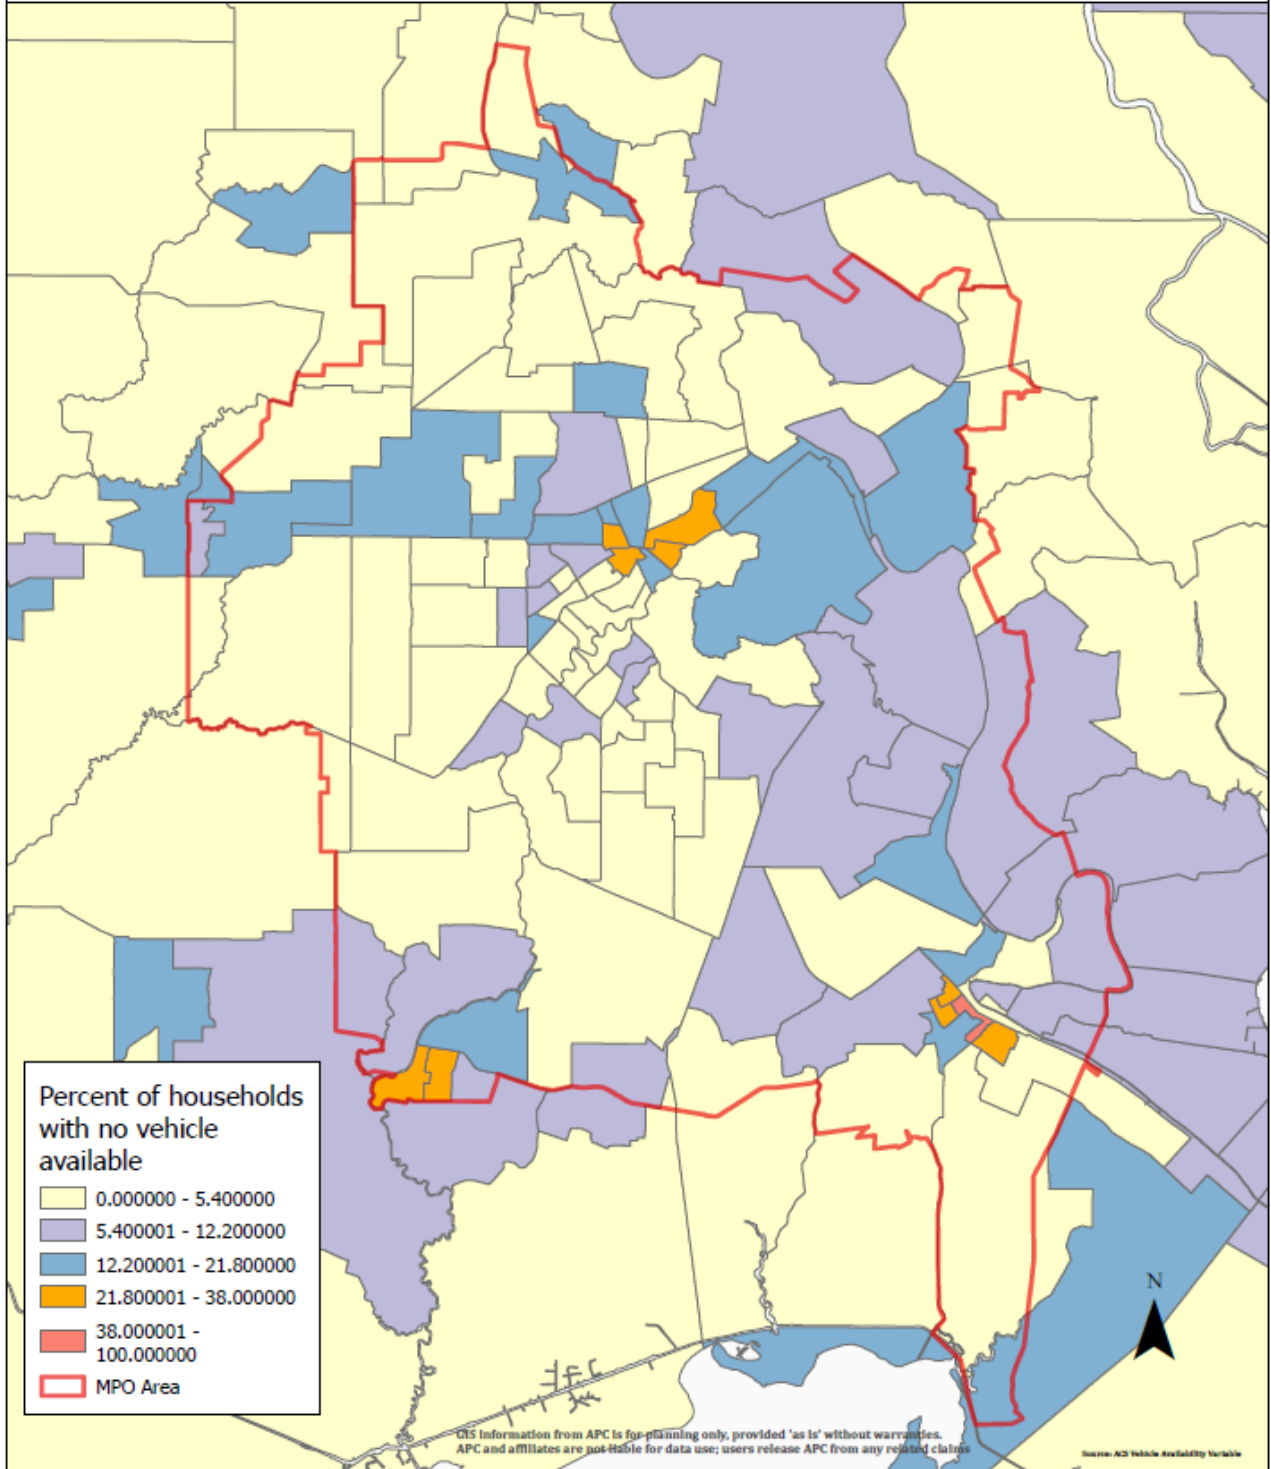 Percent of households
with no vehicle
available
0.000000 - 5.400000
5.400001 - 12.200000
12.200001 - 21.800000
21.800001 - 38.000000
38.000001 -
100.000000
MPO Area
N
GIS Information from APC is for planning only, provided 'as is' without warranties.
APC and affiliates are not liable for data use; users release APC from any related claims
Source: ACS Vehicle Availability Variable